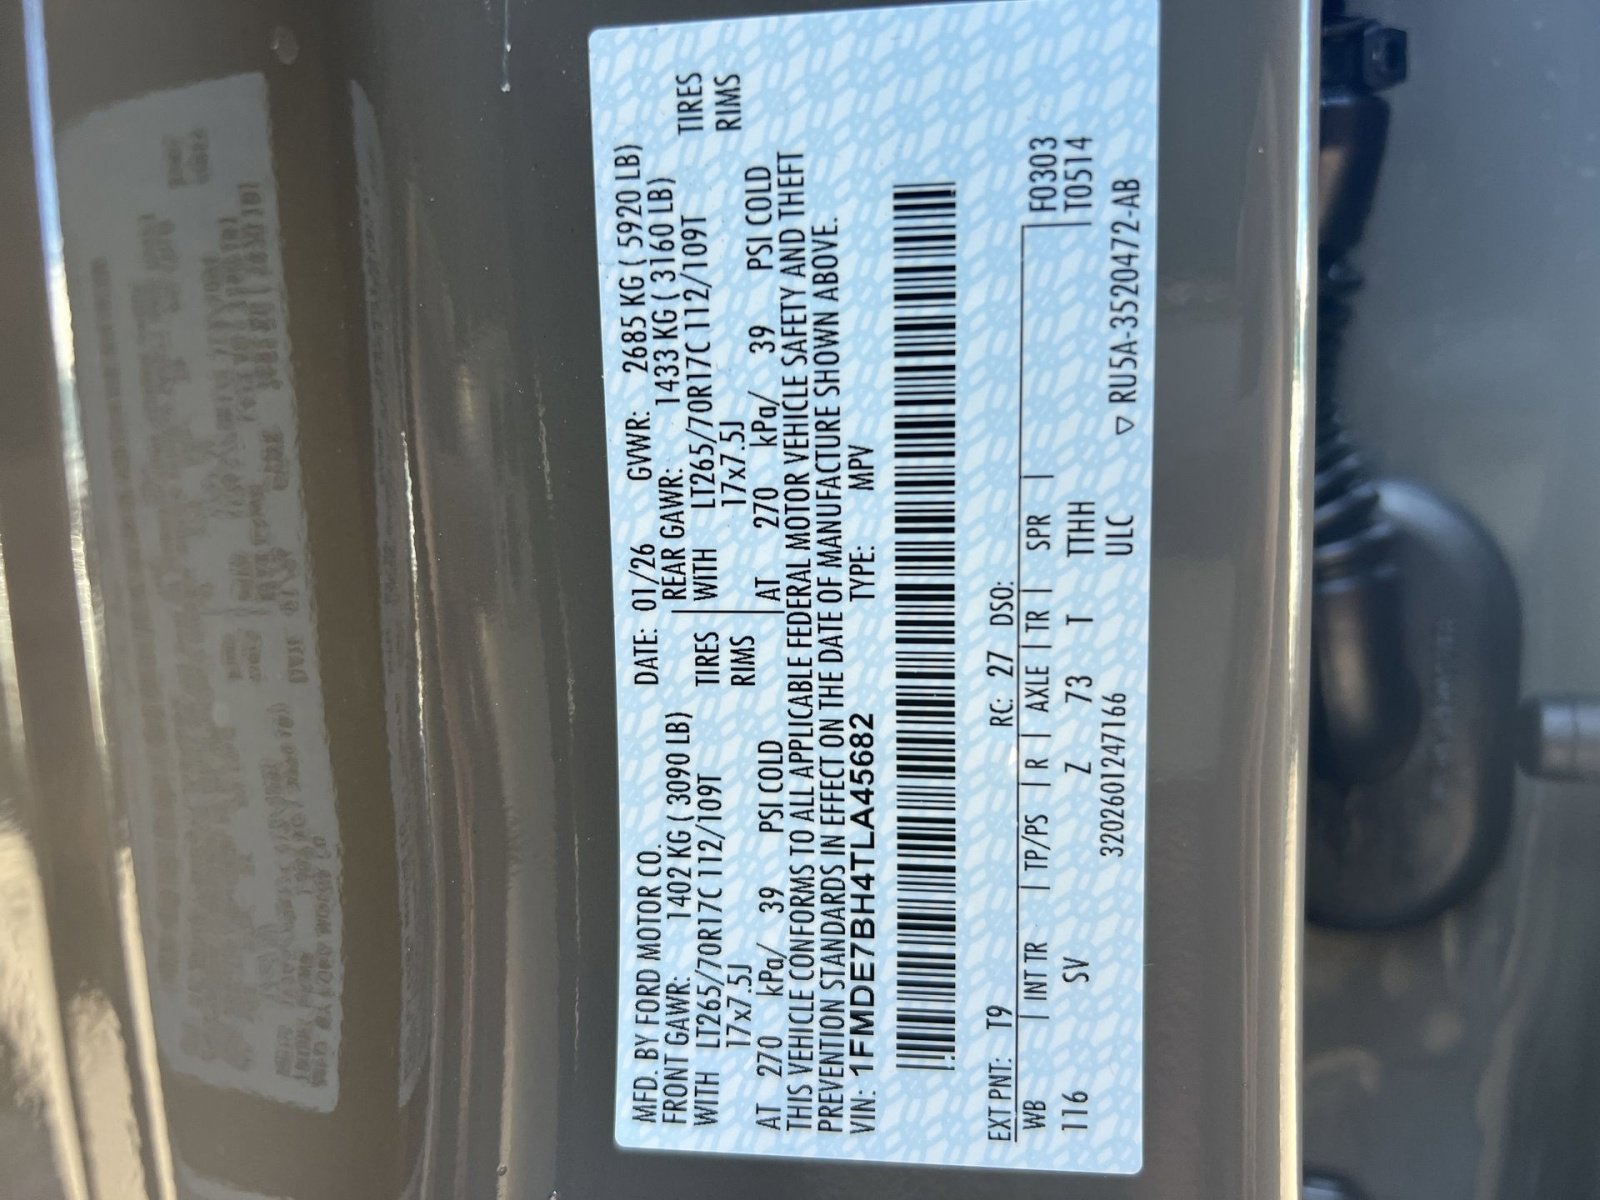 MFD. BY FORD MOTOR CO. DATE: 01/26 GVWR: 2685 KG ( 5920 LB)
FRONT GAWR: 1402 KG ( 3090 LB) REAR GAWR: 1433 KG ( 3160 LB)
WITH LT265/70R17C 112/109T TIRES WITH LT265/70R17C 112/109T TIRES
17x7.5J RIMS 17x7.5J RIMS
AT 270 kPa/ 39 PSI COLD AT 270 kPa/ 39 PSI COLD
THIS VEHICLE CONFORMS TO ALL APPLICABLE FEDERAL MOTOR VEHICLE SAFETY AND THEFT
PREVENTION STANDARDS IN EFFECT ON THE DATE OF MANUFACTURE SHOWN ABOVE.
VIN: 1FMDE7BH4TLA45682 TYPE: MPV
EXT PNT: T9 RC: 27 DSO:
WB | INT TR | TP/PS | R | AXLE | TR | SPR | F0303
116 SV Z 73 T TTHH T0514
320260124​7166 ULC ▽ RU5A-3520472-AB